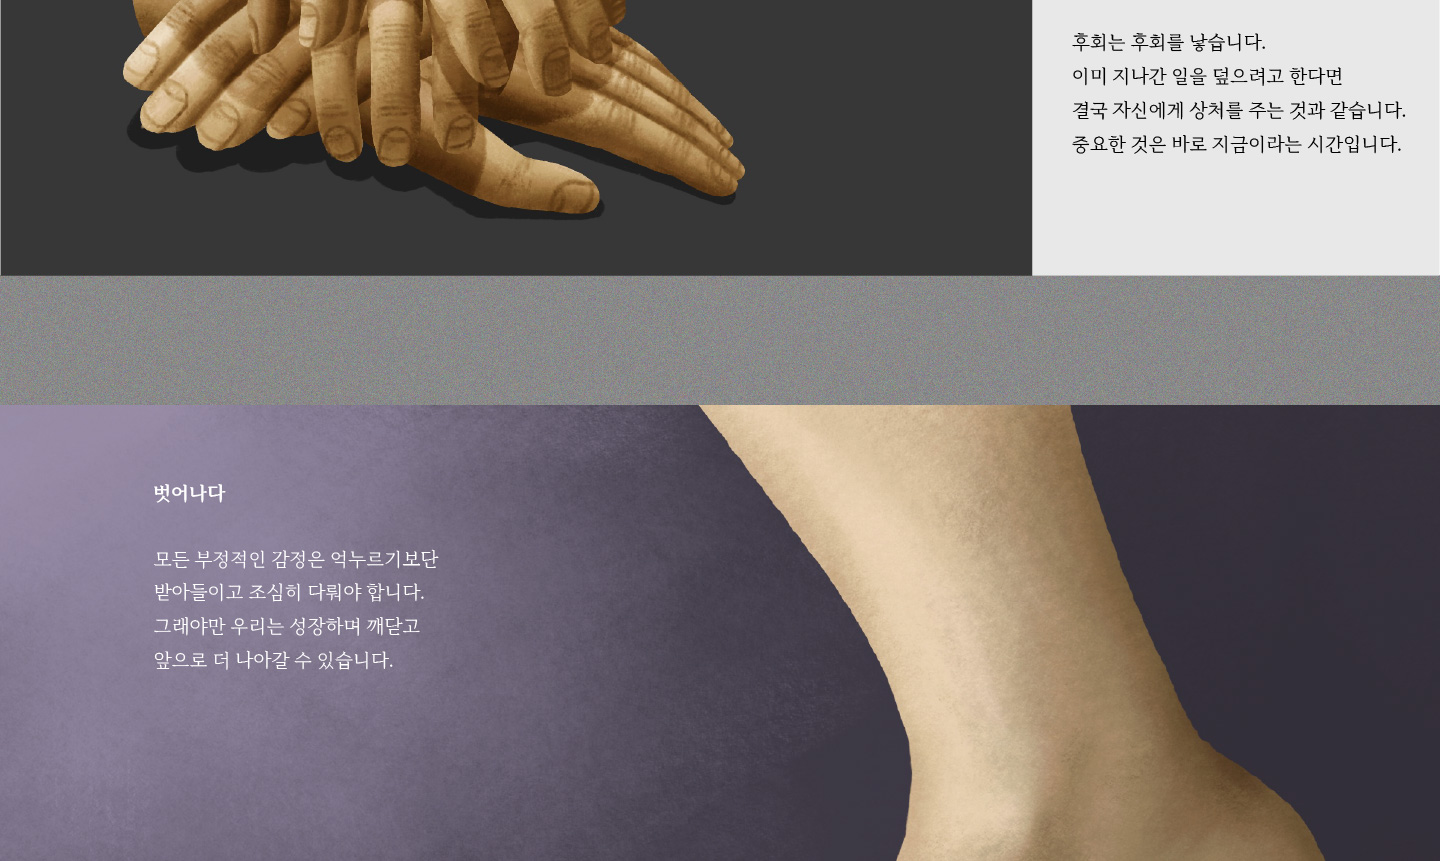 후회는 후회를 낳습니다.
이미 지나간 일을 덮으려고 한다면
결국 자신에게 상처를 주는 것과 같습니다.
중요한 것은 바로 지금이라는 시간입니다.
벗어나다
모든 부정적인 감정은 억누르기보단
받아들이고 조심히 다뤄야 합니다.
그래야만 우리는 성장하며 깨닫고
앞으로 더 나아갈 수 있습니다.